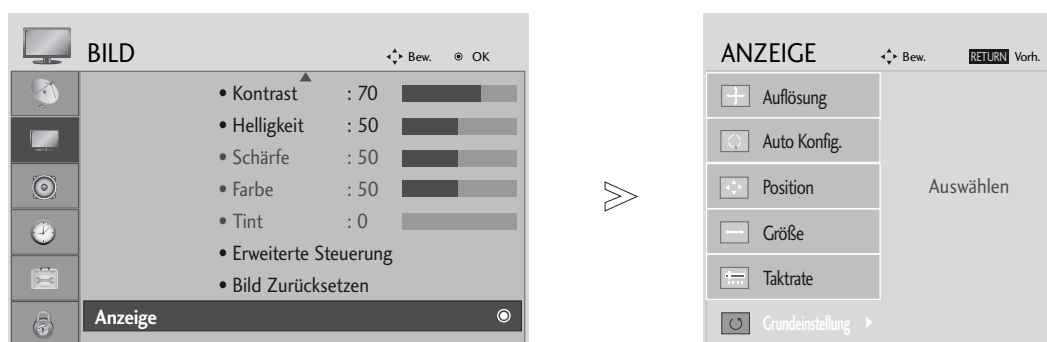 BILD
Bew. OK
• Kontrast : 70
• Helligkeit : 50
• Schärfe : 50
• Farbe : 50
• Tint : 0
• Erweiterte Steuerung
• Bild Zurücksetzen
Anzeige
ANZEIGE
Bew. RETURN Vorh.
Auflösung
Auto Konfig.
Position
Größe
Taktrate
Grundeinstellung
Auswählen